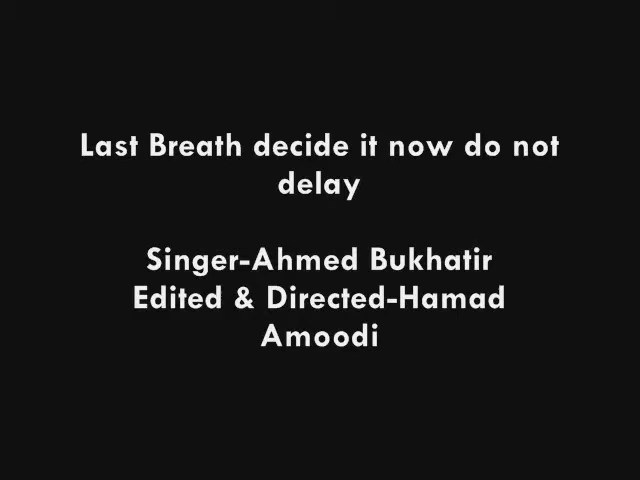 Last Breath decide it now do not
delay
Singer-Ahmed Bukhatir
Edited & Directed-Hamad
Amoodi